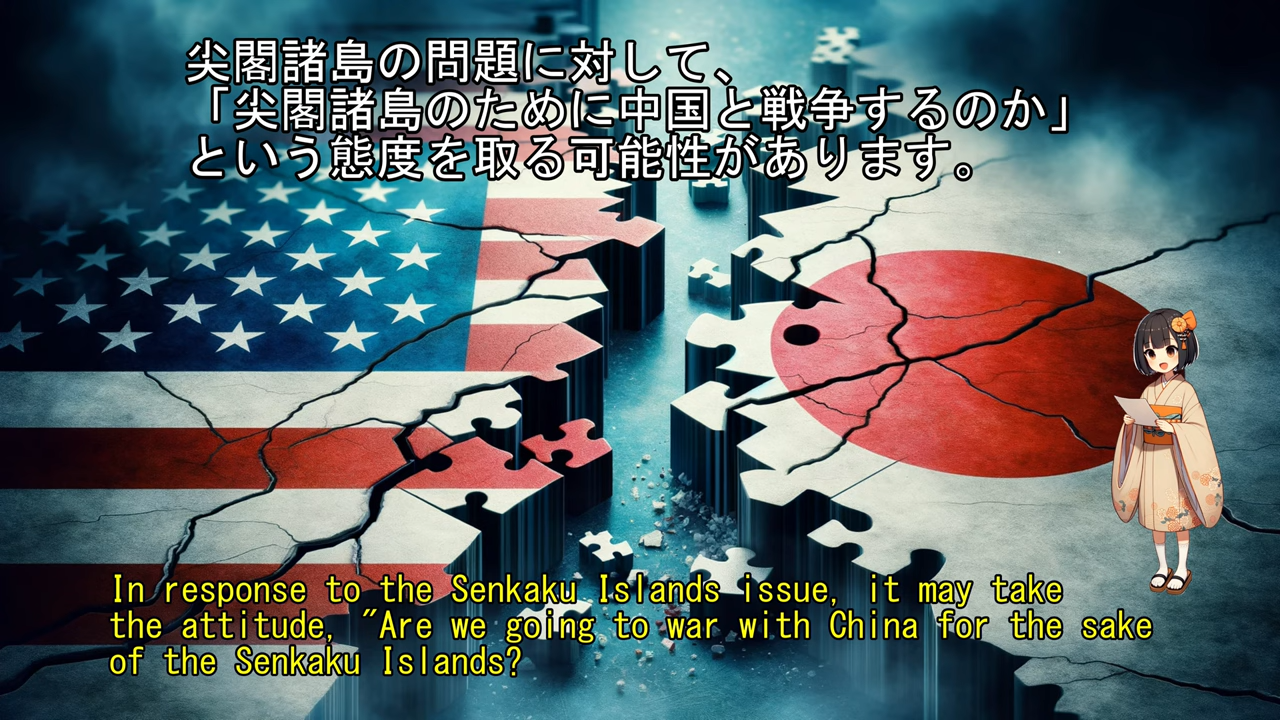 尖閣諸島の問題に対して、
「尖閣諸島のために中国と戦争するのか」
という態度を取る可能性があります。
In response to the Senkaku Islands issue, it may take
the attitude, "Are we going to war with China for the sake
of the Senkaku Islands?